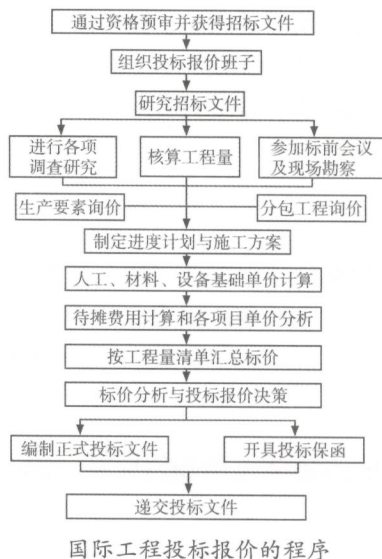 通过资格预审并获得招标文件
组织投标报价班子
研究招标文件
进行各项
调查研究
核算工程量
参加标前会议
及现场勘察
生产要素询价
分包工程询价
制定进度计划与施工方案
人工、材料、设备基础单价计算
待摊费用计算和各项目单价分析
按工程量清单汇总标价
标价分析与投标报价决策
编制正式投标文件
开具投标保函
递交投标文件
国际工程投标报价的程序